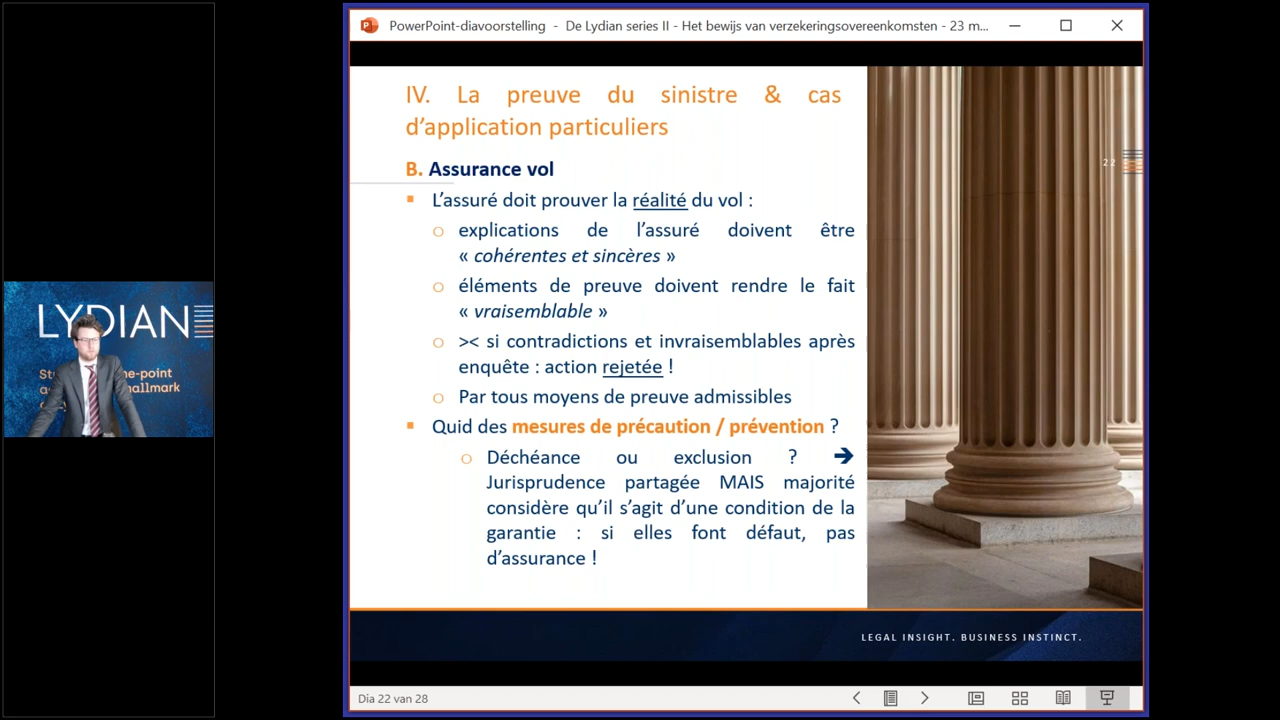 PowerPoint-diavoorstelling - De Lydian series II - Het bewijs van verzekeringsovereenkomsten - 23 m...
IV. La preuve du sinistre & cas
d’application particuliers
B. Assurance vol
L’assuré doit prouver la réalité du vol :
explications de l’assuré doivent être
« cohérentes et sincères »
éléments de preuve doivent rendre le fait
« vraisemblable »
>< si contradictions et invraisemblables après
enquête : action rejetée !
Par tous moyens de preuve admissibles
Quid des mesures de précaution / prévention ?
Déchéance ou exclusion ? ➔
Jurisprudence partagée MAIS majorité
considère qu’il s’agit d’une condition de la
garantie : si elles font défaut, pas
d’assurance !
22
LEGAL INSIGHT. BUSINESS INSTINCT.
Dia 22 van 28
LYDIAN